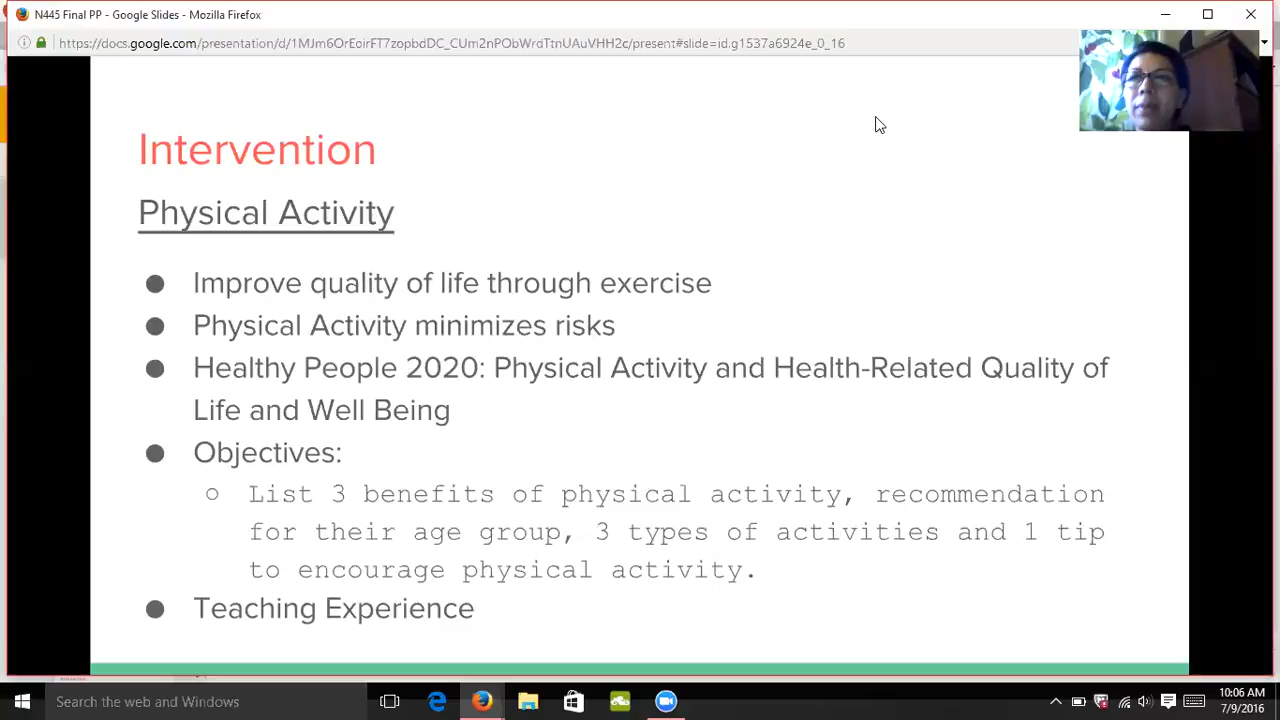 N445 Final PP - Google Slides - Mozilla Firefox
Intervention
Physical Activity
● Improve quality of life through exercise
● Physical Activity minimizes risks
● Healthy People 2020: Physical Activity and Health-Related Quality of
Life and Well Being
● Objectives:
○ List 3 benefits of physical activity, recommendation
for their age group, 3 types of activities and 1 tip
to encourage physical activity.
● Teaching Experience
Search the web and Windows
10:06 AM
7/9/2016